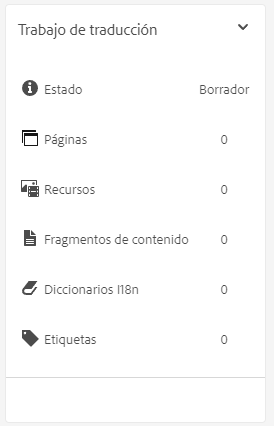 Trabajo de traducción
Estado Borrador
Páginas 0
Recursos 0
Fragmentos de contenido 0
Diccionarios I18n 0
Etiquetas 0